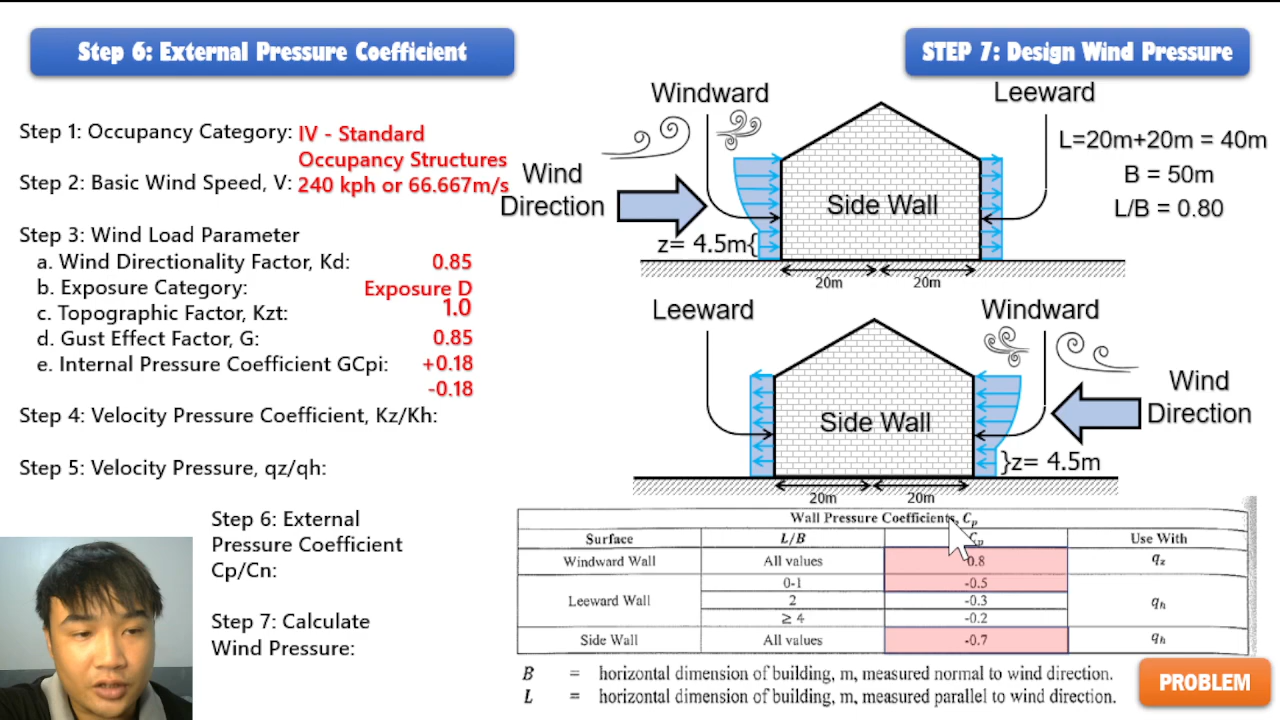 Step 6: External Pressure Coefficient
STEP 7: Design Wind Pressure
Step 1: Occupancy Category: IV - Standard
Occupancy Structures
Step 2: Basic Wind Speed, V: 240 kph or 66.667m/s
Step 3: Wind Load Parameter
a. Wind Directionality Factor, Kd: 0.85
b. Exposure Category: Exposure D
c. Topographic Factor, Kzt: 1.0
d. Gust Effect Factor, G: 0.85
e. Internal Pressure Coefficient GCpi: +0.18
-0.18
Step 4: Velocity Pressure Coefficient, Kz/Kh:
Step 5: Velocity Pressure, qz/qh:
Step 6: External
Pressure Coefficient
Cp/Cn:
Step 7: Calculate
Wind Pressure:
Windward
Leeward
Wind
Direction
Side Wall
z= 4.5m{
20m 20m
L=20m+20m = 40m
B = 50m
L/B = 0.80
Leeward
Windward
Side Wall
Wind
Direction
}z= 4.5m
20m 20m
Wall Pressure Coefficients, Cp
Surface L/B Cp Use With
Windward Wall All values 0.8 qz
Leeward Wall 0-1 -0.5 qh
2 -0.3
≥ 4 -0.2
Side Wall All values -0.7 qh
B = horizontal dimension of building, m, measured normal to wind direction.
L = horizontal dimension of building, m, measured parallel to wind direction.
PROBLEM